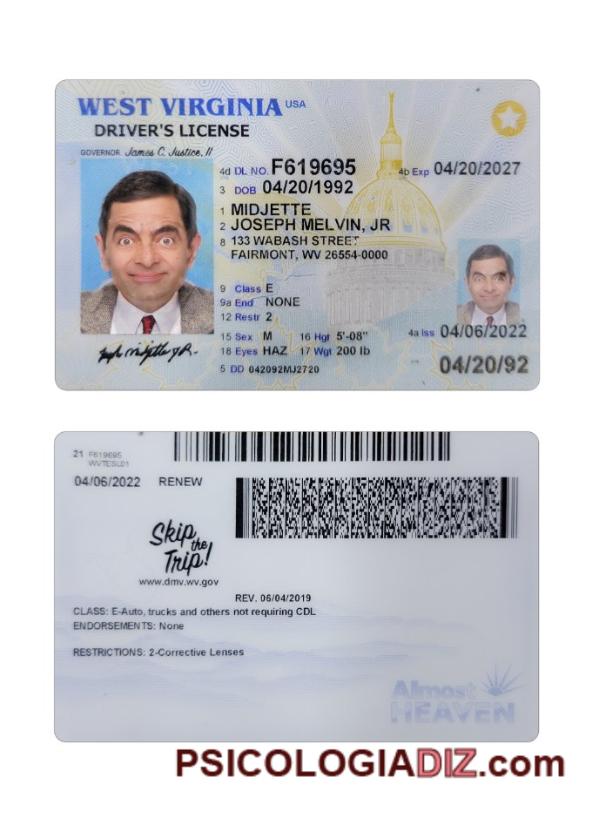 WEST VIRGINIA USA
DRIVER'S LICENSE
GOVERNOR James C. Justice, II
4d DL NO. F619695 4b Exp 04/20/2027
3 DOB 04/20/1992
1 MIDJETTE
2 JOSEPH MELVIN, JR
8 133 WABASH STREET
FAIRMONT, WV 26554-0000
9 Class E
9a End NONE
12 Restr 2
15 Sex M 16 Hgt 5'-08" 4a Iss 04/06/2022
18 Eyes HAZ 17 Wgt 200 lb
5 DD 042092MJ2720 04/20/92
21 F619695
WVTESL01
04/06/2022 RENEW
Skip
the
Trip!
www.dmv.wv.gov
REV. 06/04/2019
CLASS: E-Auto, trucks and others not requiring CDL
ENDORSEMENTS: None
RESTRICTIONS: 2-Corrective Lenses
Almost
HEAVEN
PSICOLOGIADIZ.com